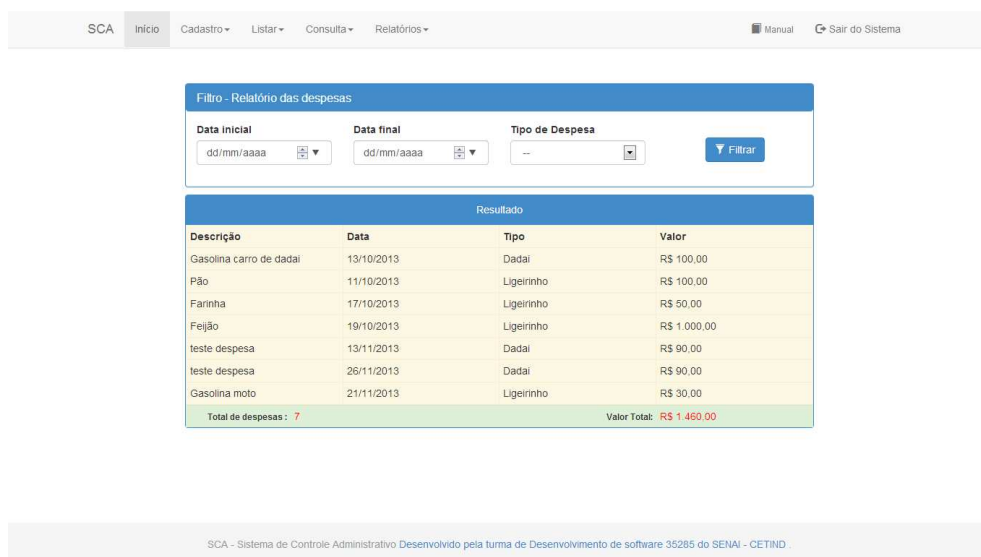 SCA Início Cadastro Listar Consulta Relatórios Manual Sair do Sistema
Filtro - Relatório das despesas
Data inicial Data final Tipo de Despesa
dd/mm/aaaa dd/mm/aaaa -- Filtrar
Resultado
Descrição Data Tipo Valor
Gasolina carro de dadai 13/10/2013 Dadai R$ 100,00
Pão 11/10/2013 Ligeirinho R$ 100,00
Farinha 17/10/2013 Ligeirinho R$ 50,00
Feijão 19/10/2013 Ligeirinho R$ 1.000,00
teste despesa 13/11/2013 Dadai R$ 90,00
teste despesa 26/11/2013 Dadai R$ 90,00
Gasolina moto 21/11/2013 Ligeirinho R$ 30,00
Total de despesas : 7 Valor Total: R$ 1.460,00
SCA - Sistema de Controle Administrativo Desenvolvido pela turma de Desenvolvimento de software 35285 do SENAI - CETIND .